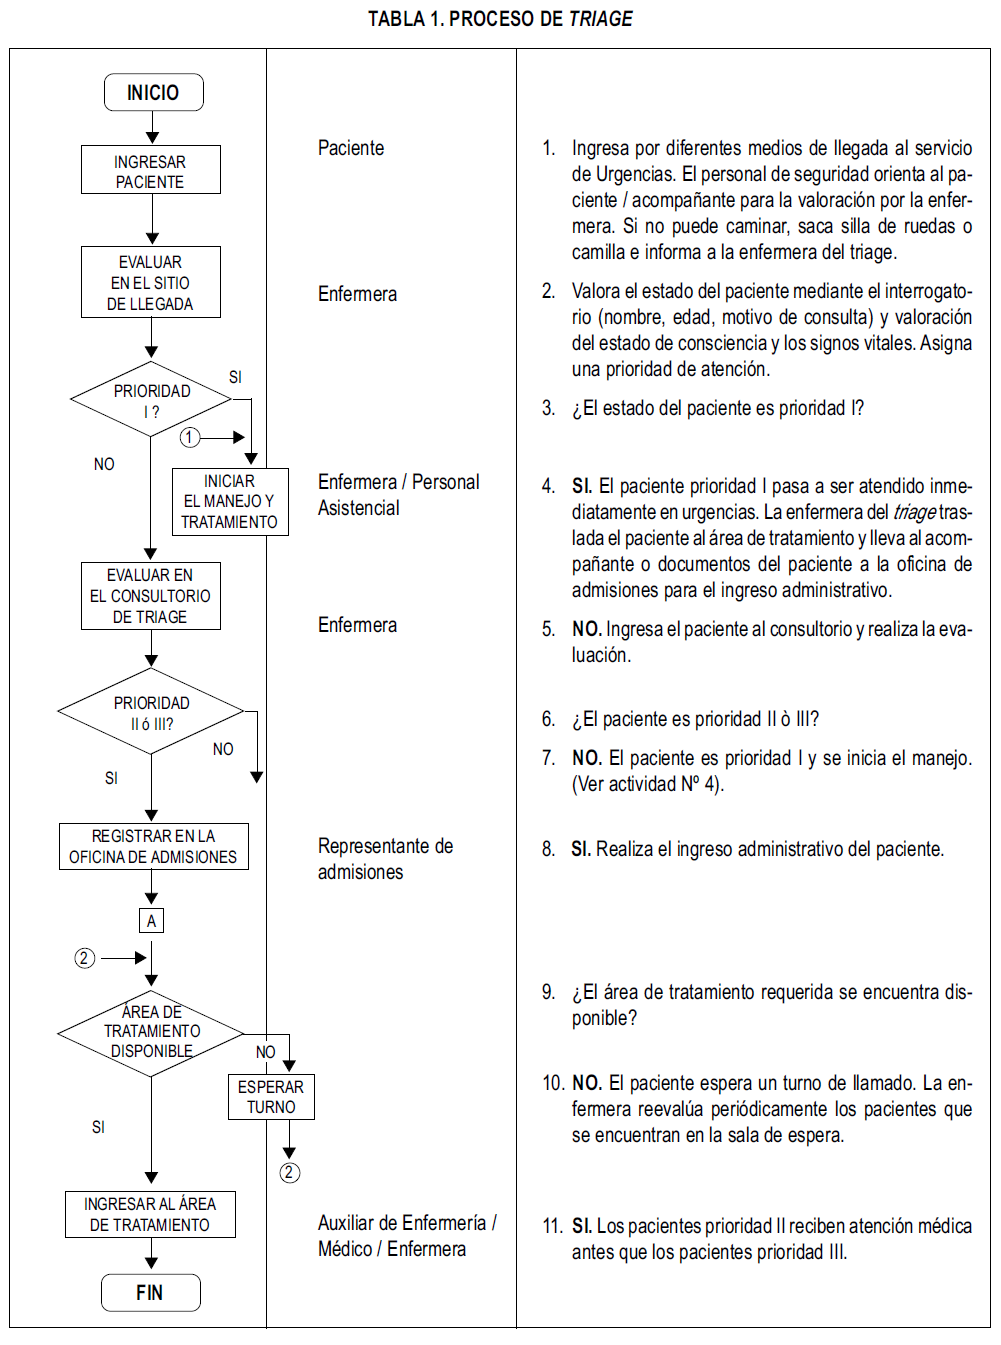 TABLA 1. PROCESO DE TRIAGE
INICIO
INGRESAR
PACIENTE
Paciente
1. Ingresa por diferentes medios de llegada al servicio
de Urgencias. El personal de seguridad orienta al pa-
ciente / acompañante para la valoración por la enfer-
mera. Si no puede caminar, saca silla de ruedas o
camilla e informa a la enfermera del triage.
EVALUAR
EN EL SITIO
DE LLEGADA
Enfermera
2. Valora el estado del paciente mediante el interrogato-
rio (nombre, edad, motivo de consulta) y valoración
del estado de consciencia y los signos vitales. Asigna
una prioridad de atención.
PRIORIDAD
I ?
SI
NO
3. ¿El estado del paciente es prioridad I?
1
INICIAR
EL MANEJO Y
TRATAMIENTO
Enfermera / Personal
Asistencial
4. SI. El paciente prioridad I pasa a ser atendido inme-
diatamente en urgencias. La enfermera del triage tras-
lada el paciente al área de tratamiento y lleva al acom-
pañante o documentos del paciente a la oficina de
admisiones para el ingreso administrativo.
EVALUAR EN
EL CONSULTORIO
DE TRIAGE
Enfermera
5. NO. Ingresa el paciente al consultorio y realiza la eva-
luación.
PRIORIDAD
II ó III?
NO
SI
6. ¿El paciente es prioridad II ò III?
7. NO. El paciente es prioridad I y se inicia el manejo.
(Ver actividad Nº 4).
REGISTRAR EN LA
OFICINA DE ADMISIONES
Representante de
admisiones
8. SI. Realiza el ingreso administrativo del paciente.
A
2
ÁREA DE
TRATAMIENTO
DISPONIBLE
NO
9. ¿El área de tratamiento requerida se encuentra dis-
ponible?
ESPERAR
TURNO
2
SI
10. NO. El paciente espera un turno de llamado. La en-
fermera reevalúa periódicamente los pacientes que
se encuentran en la sala de espera.
INGRESAR AL ÁREA
DE TRATAMIENTO
Auxiliar de Enfermería /
Médico / Enfermera
11. SI. Los pacientes prioridad II reciben atención médica
antes que los pacientes prioridad III.
FIN